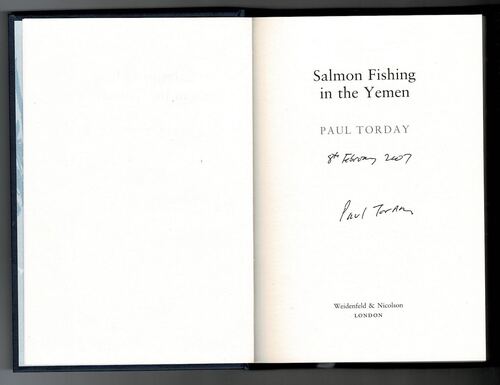 Salmon Fishing
in the Yemen
PAUL TORDAY
8th February 2007
Paul Torday
Weidenfeld & Nicolson
LONDON